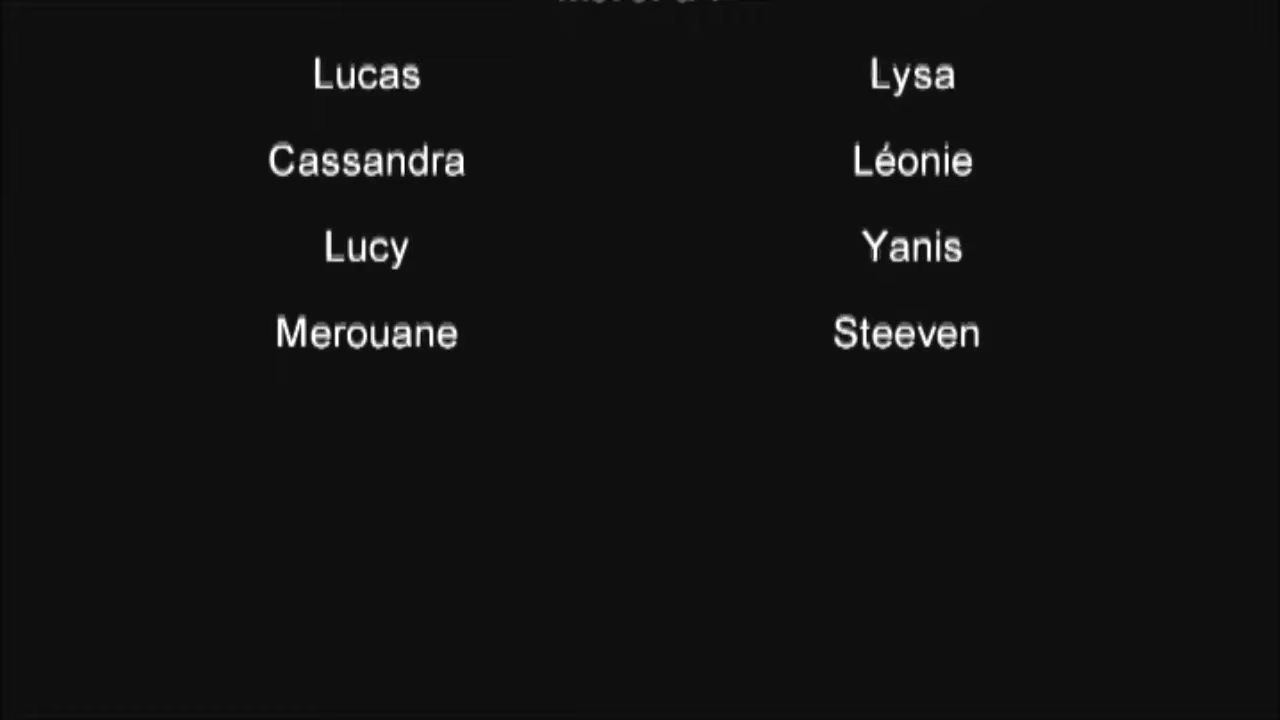 Lucas Lysa
Cassandra Léonie
Lucy Yanis
Merouane Steeven